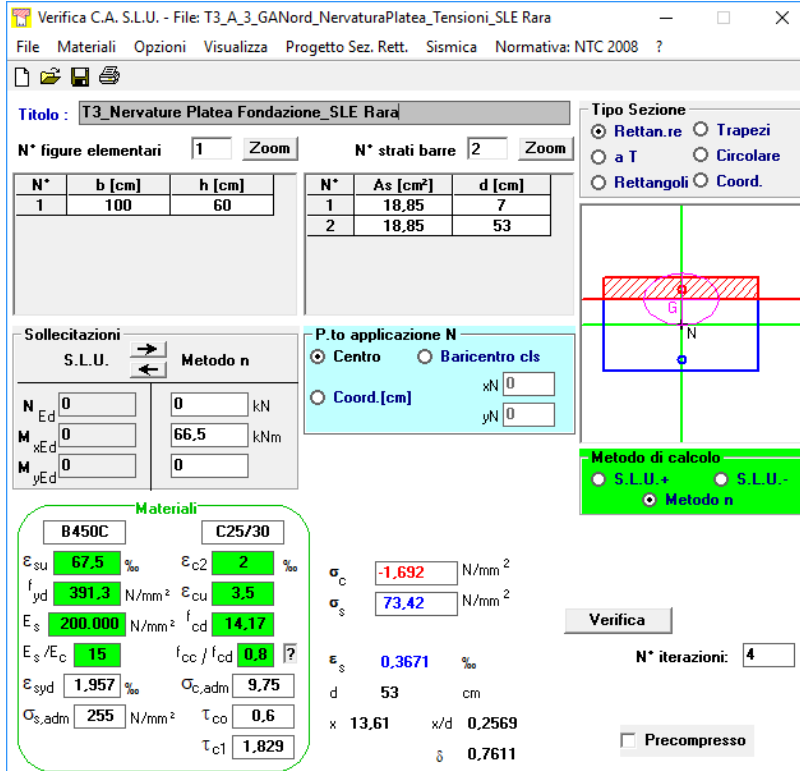 Verifica C.A. S.L.U. - File: T3_A_3_GANord_NervaturaPlatea_Tensioni_SLE Rara
File Materiali Opzioni Visualizza Progetto Sez. Rett. Sismica Normativa: NTC 2008 ?
Titolo : T3_Nervature Platea Fondazione_SLE Rara
N° figure elementari 1 Zoom N° strati barre 2 Zoom
N° b [cm] h [cm]
1 100 60
N° As [cm²] d [cm]
1 18,85 7
2 18,85 53
Tipo Sezione
Rettan.re Trapezi
a T Circolare
Rettangoli Coord.
G
N
Sollecitazioni
S.L.U. Metodo n
N Ed 0 0 kN
M xEd 0 66,5 kNm
M yEd 0 0
P.to applicazione N
Centro Baricentro cls
Coord.[cm] xN 0
yN 0
Metodo di calcolo
S.L.U.+ S.L.U.-
Metodo n
Materiali
B450C C25/30
εsu 67,5 ‰ εc2 2 ‰
fyd 391,3 N/mm² εcu 3,5
Es 200.000 N/mm² fcd 14,17
Es/Ec 15 fcc / fcd 0,8 ?
εsyd 1,957 ‰ σc,adm 9,75
σs,adm 255 N/mm² τco 0,6
τc1 1,829
σc -1,692 N/mm²
σs 73,42 N/mm²
εs 0,3671 ‰
d 53 cm
x 13,61 x/d 0,2569
δ 0,7611
Verifica
N° iterazioni: 4
Precompresso